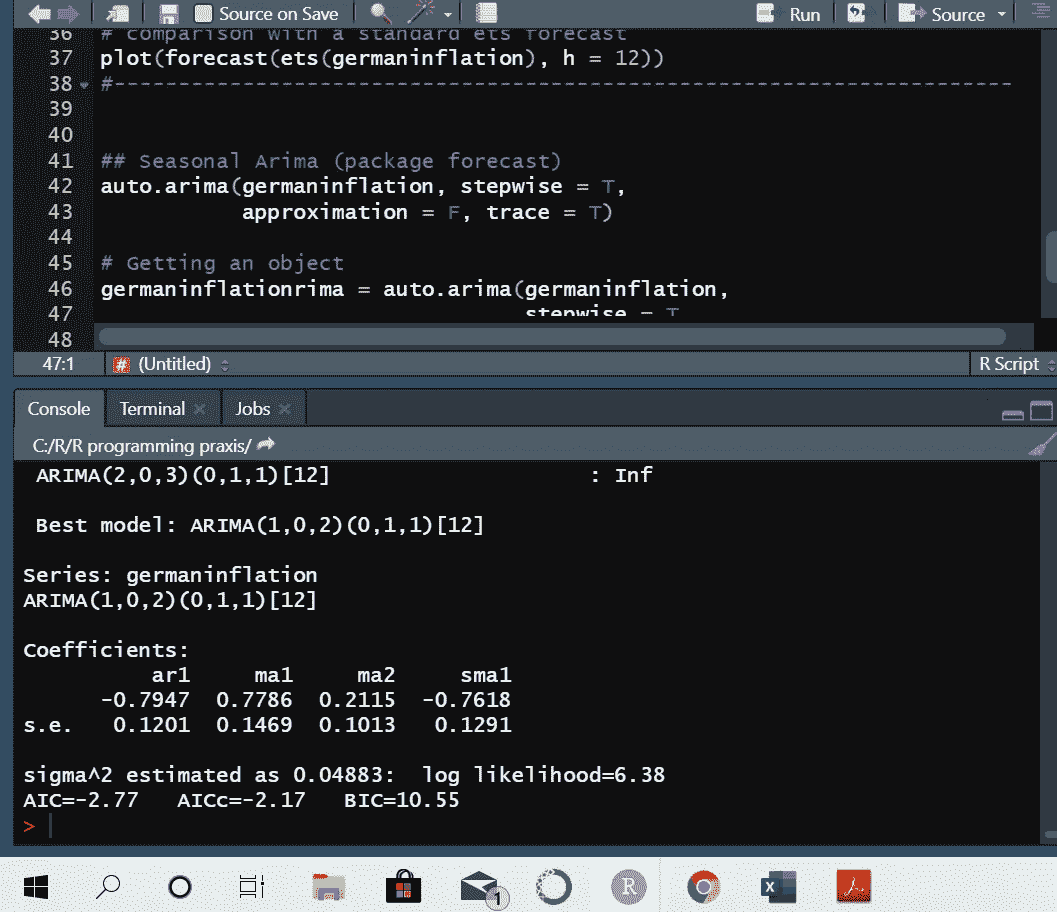 Source on Save
Run
Source
36 # comparison with a standard ets forecast
37 plot(forecast(ets(germaninflation), h = 12))
38 #----------------------------------------------------------------------
39
40
41 ## Seasonal Arima (package forecast)
42 auto.arima(germaninflation, stepwise = T,
43 approximation = F, trace = T)
44
45 # Getting an object
46 germaninflationrima = auto.arima(germaninflation,
47 stepwise = T
48
47:1 # (Untitled) R Script
Console Terminal Jobs
C:/R/R programming praxis/
ARIMA(2,0,3)(0,1,1)[12] : Inf
Best model: ARIMA(1,0,2)(0,1,1)[12]
Series: germaninflation
ARIMA(1,0,2)(0,1,1)[12]
Coefficients:
ar1 ma1 ma2 sma1
-0.7947 0.7786 0.2115 -0.7618
s.e. 0.1201 0.1469 0.1013 0.1291
sigma^2 estimated as 0.04883: log likelihood=6.38
AIC=-2.77 AICc=-2.17 BIC=10.55
>
1 R X